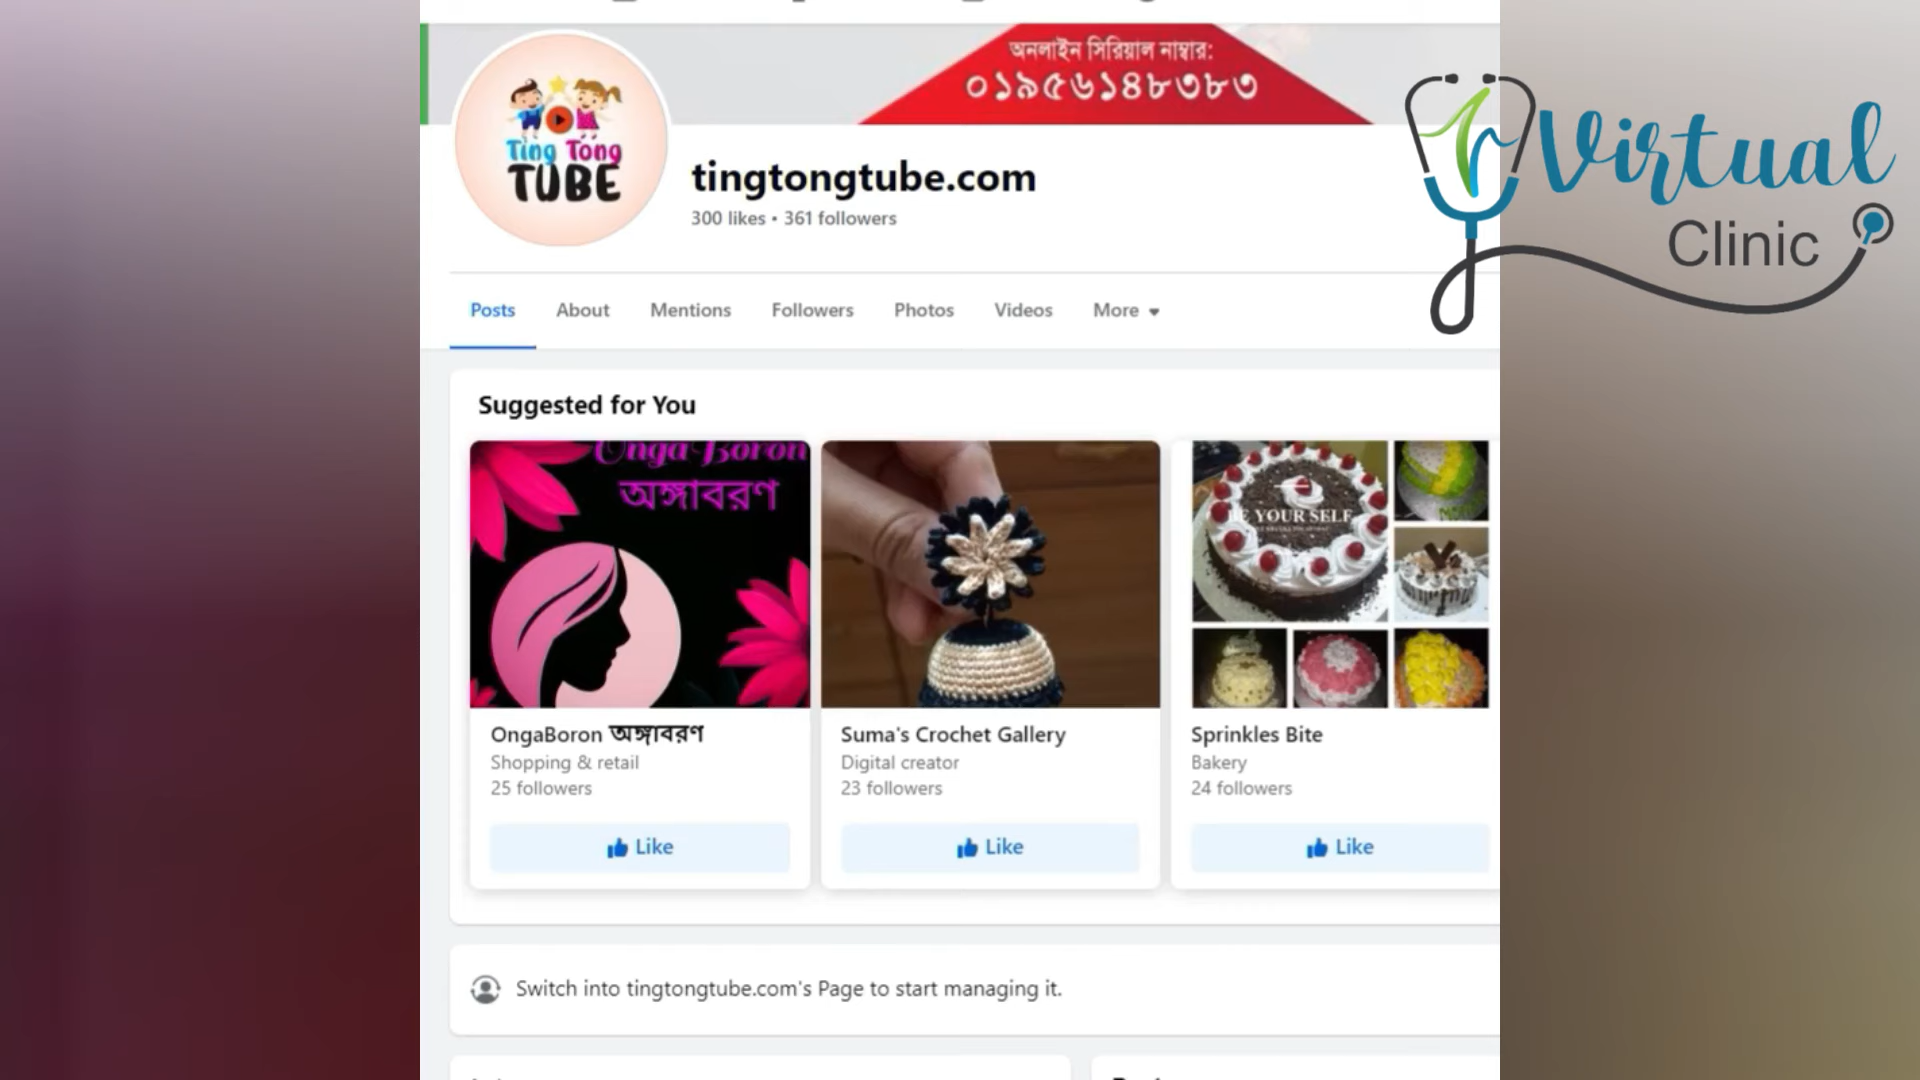 অনলাইন সিরিয়াল নাম্বার:
০১৯৫৬১৪৮৩৮৩
Virtual
Clinic
Ting Tong
TUBE
tingtongtube.com
300 likes • 361 followers
Posts About Mentions Followers Photos Videos More
Suggested for You
Onga Boron
অঙ্গাবরণ
BE YOUR SELF
OngaBoron অঙ্গাবরণ
Shopping & retail
25 followers
Like
Suma's Crochet Gallery
Digital creator
23 followers
Like
Sprinkles Bite
Bakery
24 followers
Like
Switch into tingtongtube.com's Page to start managing it.